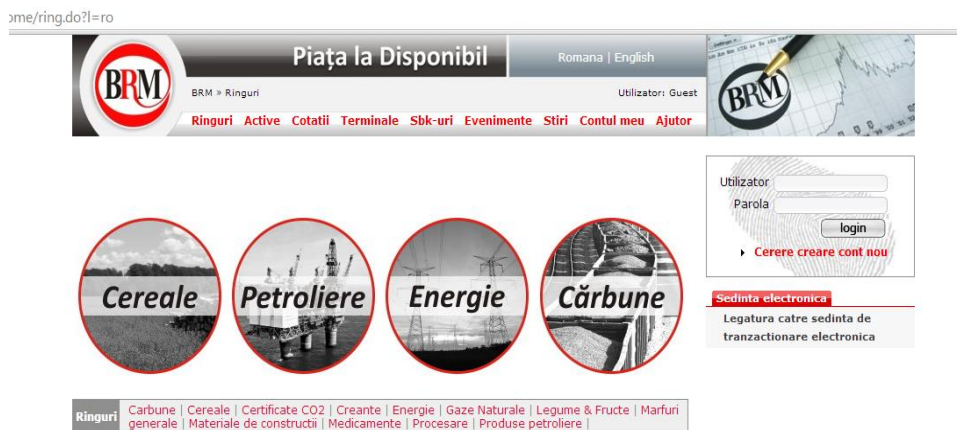 ome/ring.do?l=ro
Piața la Disponibil
Romana | English
BRM
BRM » Ringuri
Utilizator: Guest
BRM
Ringuri Active Cotatii Terminale Sbk-uri Evenimente Stiri Contul meu Ajutor
Utilizator
Parola
login
Cerere creare cont nou
Cereale
Petroliere
Energie
Cărbune
Sedinta electronica
Legatura catre sedinta de
tranzactionare electronica
Ringuri
Carbune | Cereale | Certificate CO2 | Creante | Energie | Gaze Naturale | Legume & Fructe | Marfuri
generale | Materiale de constructii | Medicamente | Procesare | Produse petroliere |